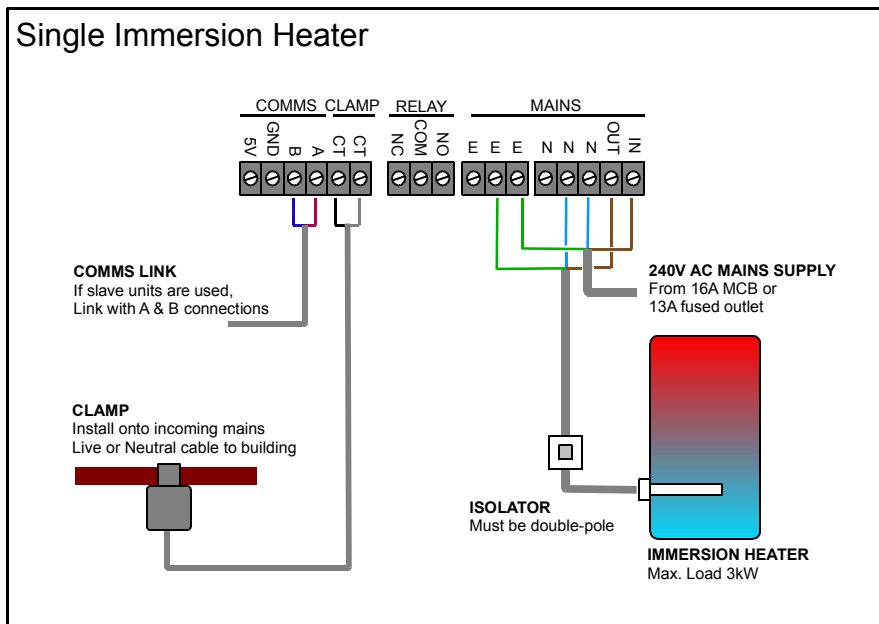 Single Immersion Heater
COMMS CLAMP RELAY MAINS
5V GND B A CT CT NC COM NO E E E N N N OUT IN
COMMS LINK
If slave units are used,
Link with A & B connections
240V AC MAINS SUPPLY
From 16A MCB or
13A fused outlet
CLAMP
Install onto incoming mains
Live or Neutral cable to building
ISOLATOR
Must be double-pole
IMMERSION HEATER
Max. Load 3kW